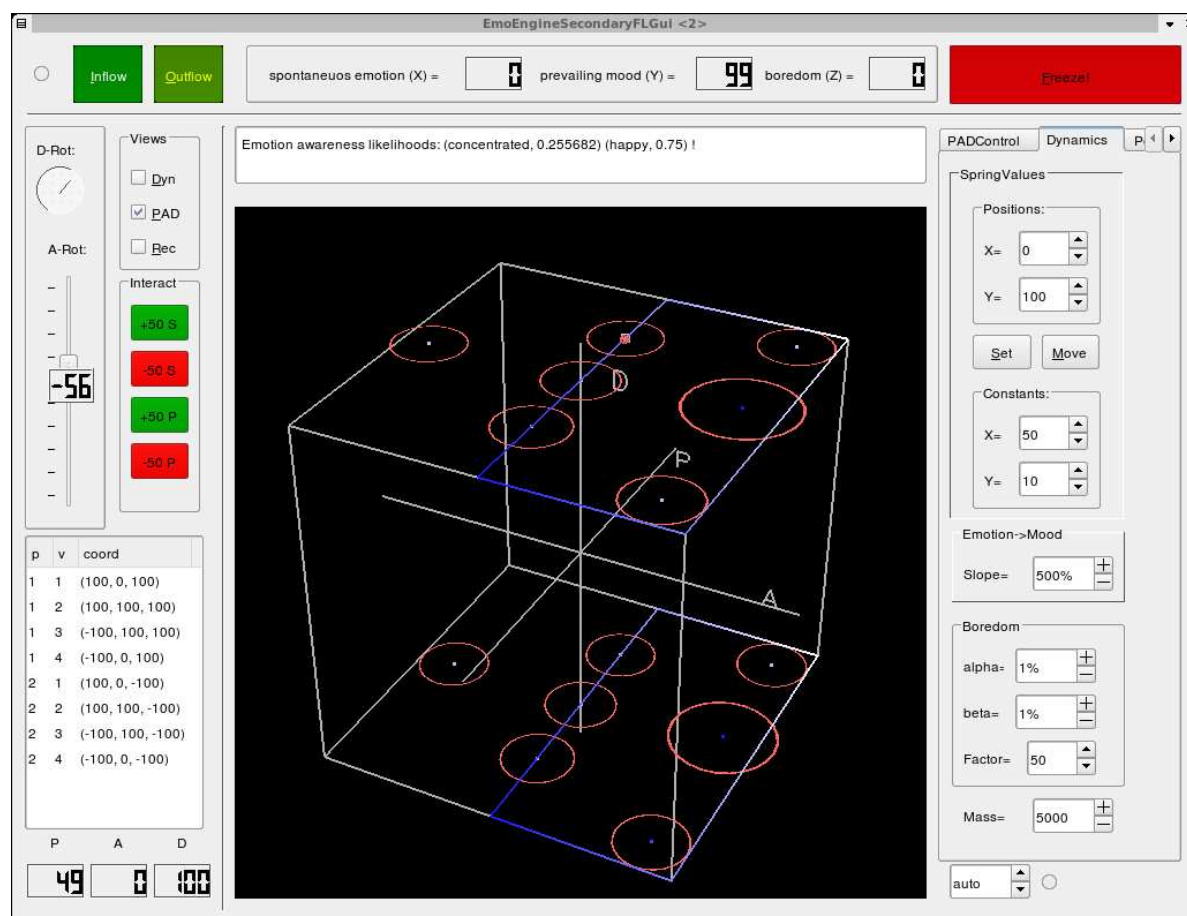 EmoEngineSecondaryFLGui <2>
Inflow
Outflow
spontaneuos emotion (X) = 0 prevailing mood (Y) = 99 boredom (Z) = 0
Freeze!
D-Rot:
A-Rot:
-56
Views
Dyn
PAD
Rec
Interact
+50 S
-50 S
+50 P
-50 P
p v coord
1 1 (100, 0, 100)
1 2 (100, 100, 100)
1 3 (-100, 100, 100)
1 4 (-100, 0, 100)
2 1 (100, 0, -100)
2 2 (100, 100, -100)
2 3 (-100, 100, -100)
2 4 (-100, 0, -100)
P A D
49 0 100
Emotion awareness likelihoods: (concentrated, 0.255682) (happy, 0.75) !
D
P
A
PADControl Dynamics
SpringValues
Positions:
X= 0
Y= 100
Set Move
Constants:
X= 50
Y= 10
Emotion->Mood
Slope= 500%
Boredom
alpha= 1%
beta= 1%
Factor= 50
Mass= 5000
auto